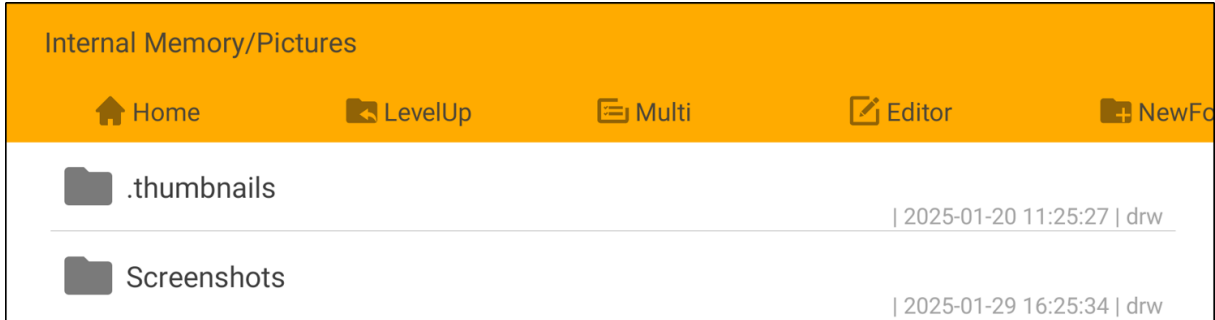 Internal Memory/Pictures
Home LevelUp Multi Editor NewFo
.thumbnails
| 2025-01-20 11:25:27 | drw
Screenshots
| 2025-01-29 16:25:34 | drw